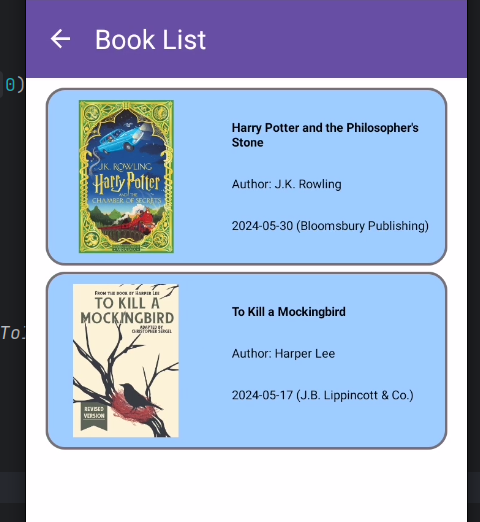 Book List
0)
J.K. ROWLING
Harry Potter
AND THE
CHAMBER OF SECRETS
Harry Potter and the Philosopher's
Stone
Author: J.K. Rowling
2024-05-30 (Bloomsbury Publishing)
FROM THE BOOK BY HARPER LEE
TO KILL A
MOCKINGBIRD
ADAPTED BY
CHRISTOPHER SERGEL
REVISED
VERSION
To Kill a Mockingbird
Author: Harper Lee
2024-05-17 (J.B. Lippincott & Co.)